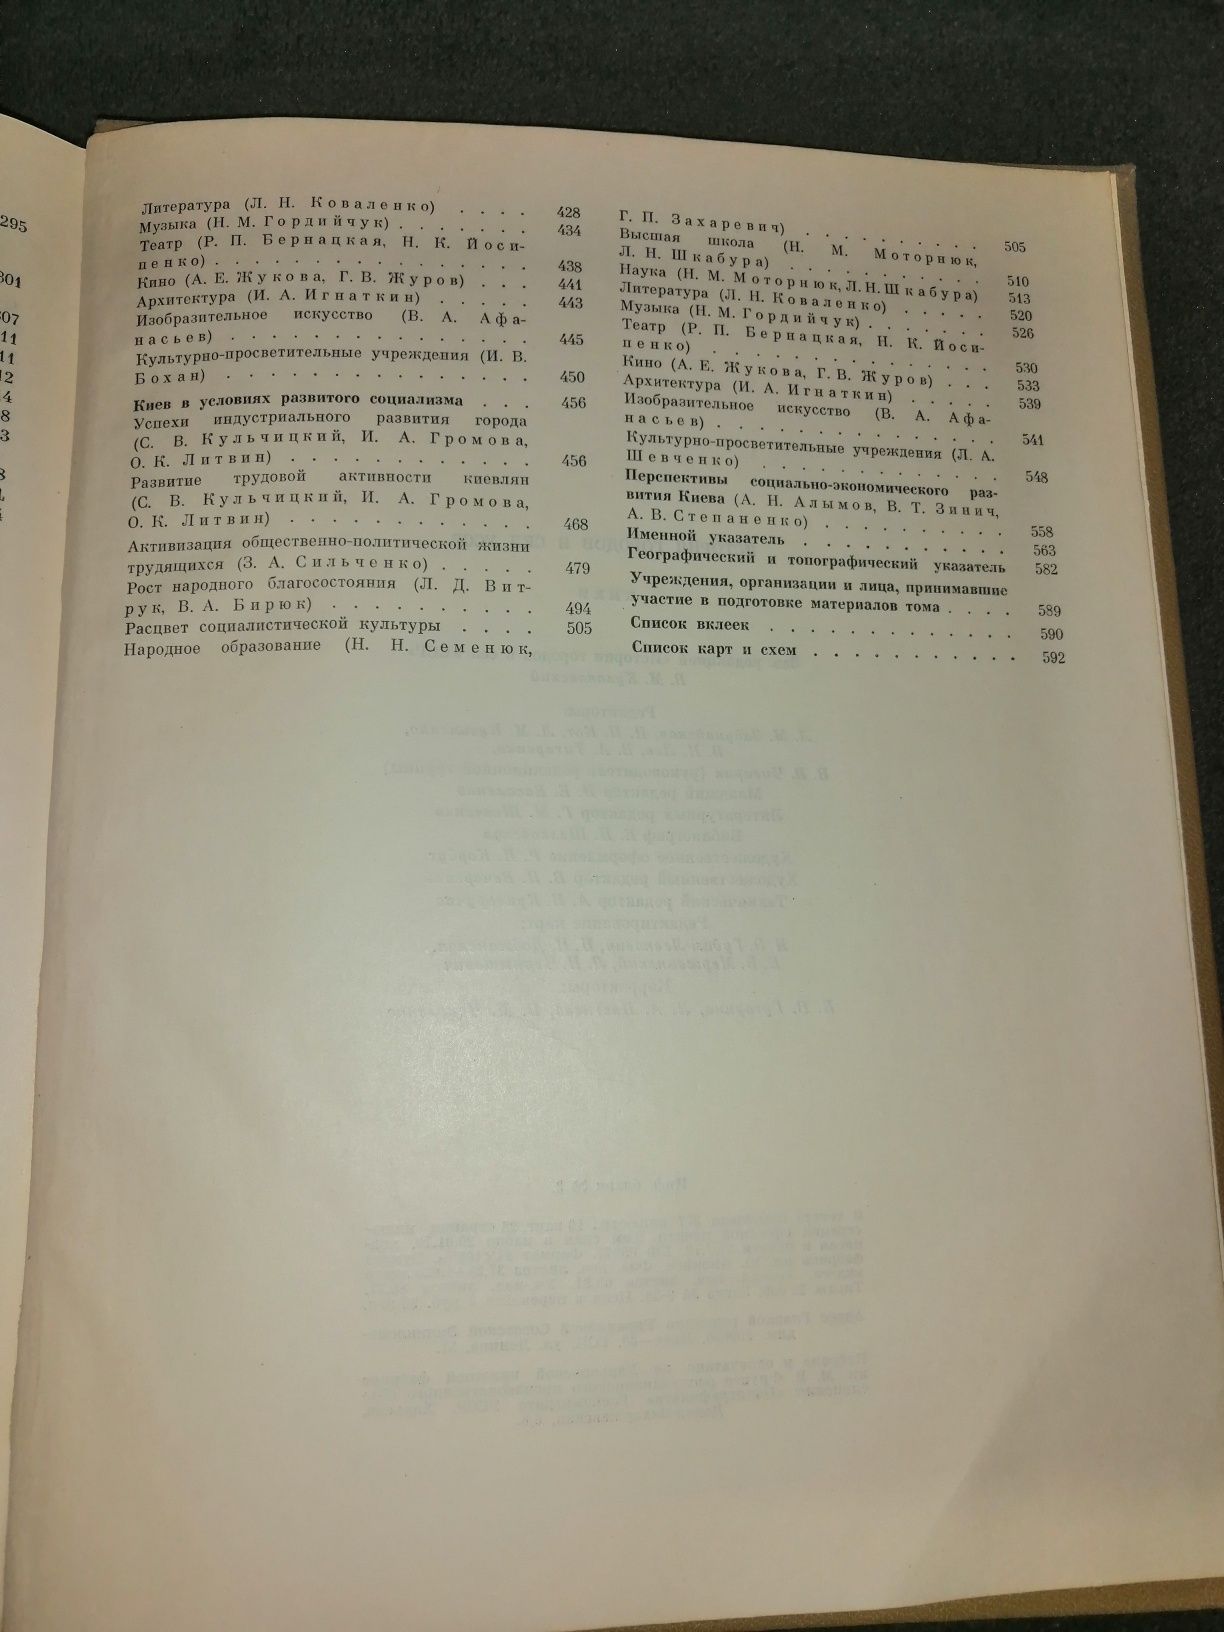 295
301
307
Литература (Л. Н. Коваленко) . . . . 428
Музыка (Н. М. Гордийчук) . . . . . . . 434
Театр (Р. П. Бернацкая, Н. К. Йоси-
пенко) . . . . . . . . . . . . . . . 438
Кино (А. Е. Жукова, Г. В. Журов) . . . 441
Архитектура (И. А. Игнаткин) . . . . . 443
Изобразительное искусство (В. А. Афа-
насьев) . . . . . . . . . . . . . . 445
Культурно-просветительные учреждения (И. В.
Бохан) . . . . . . . . . . . . . . 450
Киев в условиях развитого социализма . . . 456
Успехи индустриального развития города
(С. В. Кульчицкий, И. А. Громова,
О. К. Литвин) . . . . . . . . . . . 456
Развитие трудовой активности киевлян
(С. В. Кульчицкий, И. А. Громова,
О. К. Литвин) . . . . . . . . . . . 468
Активизация общественно-политической жизни
трудящихся (З. А. Сильченко) . . . . . 479
Рост народного благосостояния (Л. Д. Вит-
рук, В. А. Бирюк) . . . . . . . . . 494
Расцвет социалистической культуры . . . . 505
Народное образование (Н. Н. Семенюк,
Г. П. Захаревич) . . . . . . . . . . 505
Высшая школа (Н. М. Моторнюк,
Л. Н. Шкабура) . . . . . . . . . . . 510
Наука (Н. М. Моторнюк, Л. Н. Шкабура) 513
Литература (Л. Н. Коваленко) . . . . . 520
Музыка (Н. М. Гордийчук) . . . . . . . 526
Театр (Р. П. Бернацкая, Н. К. Йоси-
пенко) . . . . . . . . . . . . . . 530
Кино (А. Е. Жукова, Г. В. Журов) . . . 533
Архитектура (И. А. Игнаткин) . . . . . 539
Изобразительное искусство (В. А. Афа-
насьев) . . . . . . . . . . . . . . 541
Культурно-просветительные учреждения (Л. А.
Шевченко) . . . . . . . . . . . . 548
Перспективы социально-экономического раз-
вития Киева (А. Н. Алымов, В. Т. Зинич,
А. В. Степаненко) . . . . . . . . . 558
Именной указатель . . . . . . . . . . . 563
Географический и топографический указатель 582
Учреждения, организации и лица, принимавшие
участие в подготовке материалов тома . . . . 589
Список вклеек . . . . . . . . . . . . . 590
Список карт и схем . . . . . . . . . . . 592